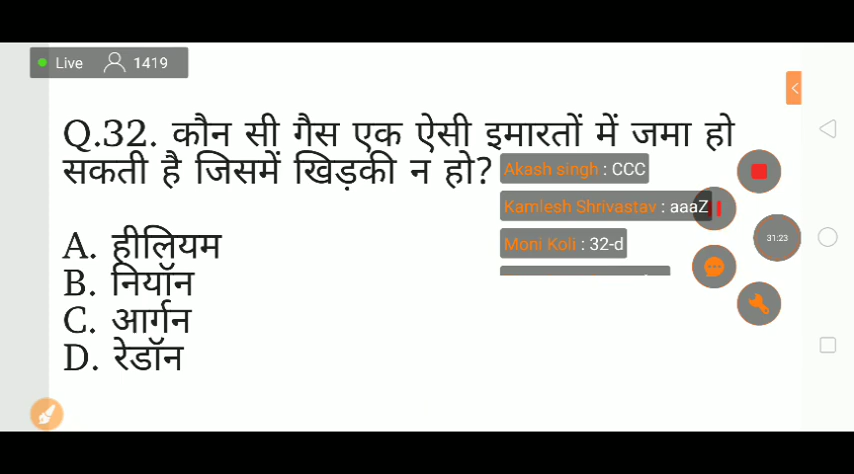 Live 1419
Q.32. कौन सी गैस एक ऐसी इमारतों में जमा हो
सकती है जिसमें खिड़की न हो?
Akash singh : CCC
Kamlesh Shrivastav : aaaZ
Moni Koli : 32-d
31:23
A. हीलियम
B. नियॉन
C. आर्गन
D. रेडॉन